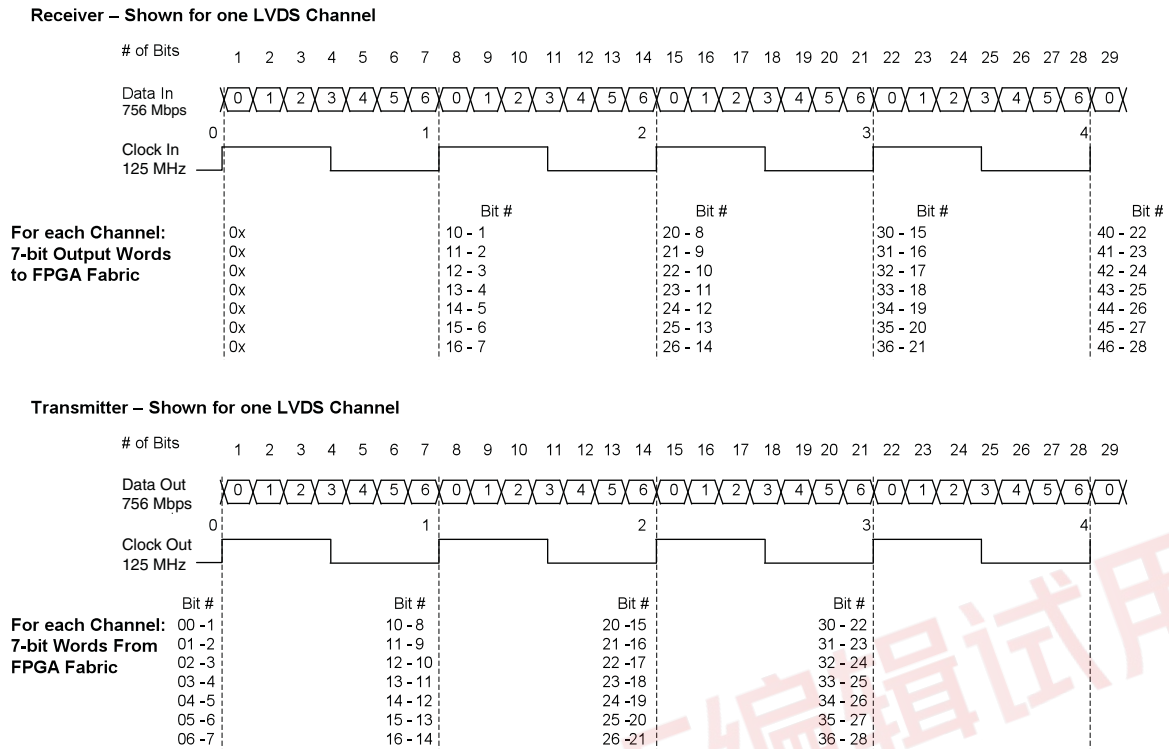 Receiver – Shown for one LVDS Channel
# of Bits 1 2 3 4 5 6 7 8 9 10 11 12 13 14 15 16 17 18 19 20 21 22 23 24 25 26 27 28 29
Data In 0 1 2 3 4 5 6 0 1 2 3 4 5 6 0 1 2 3 4 5 6 0 1 2 3 4 5 6 0
756 Mbps
0 1 2 3 4
Clock In
125 MHz
Bit # Bit # Bit # Bit #
For each Channel: 0x 10 - 1 20 - 8 30 - 15 40 - 22
7-bit Output Words 0x 11 - 2 21 - 9 31 - 16 41 - 23
to FPGA Fabric 0x 12 - 3 22 - 10 32 - 17 42 - 24
0x 13 - 4 23 - 11 33 - 18 43 - 25
0x 14 - 5 24 - 12 34 - 19 44 - 26
0x 15 - 6 25 - 13 35 - 20 45 - 27
0x 16 - 7 26 - 14 36 - 21 46 - 28
Transmitter – Shown for one LVDS Channel
# of Bits 1 2 3 4 5 6 7 8 9 10 11 12 13 14 15 16 17 18 19 20 21 22 23 24 25 26 27 28 29
Data Out 0 1 2 3 4 5 6 0 1 2 3 4 5 6 0 1 2 3 4 5 6 0 1 2 3 4 5 6 0
756 Mbps
0 1 2 3 4
Clock Out
125 MHz
Bit # Bit # Bit # Bit #
For each Channel: 00 -1 10 - 8 20 -15 30 - 22
7-bit Words From 01 -2 11 - 9 21 -16 31 - 23
FPGA Fabric 02 -3 12 - 10 22 -17 32 - 24
03 -4 13 - 11 23 -18 33 - 25
04 -5 14 - 12 24 -19 34 - 26
05 -6 15 - 13 25 -20 35 - 27
06 -7 16 - 14 26 -21 36 - 28
编辑试用